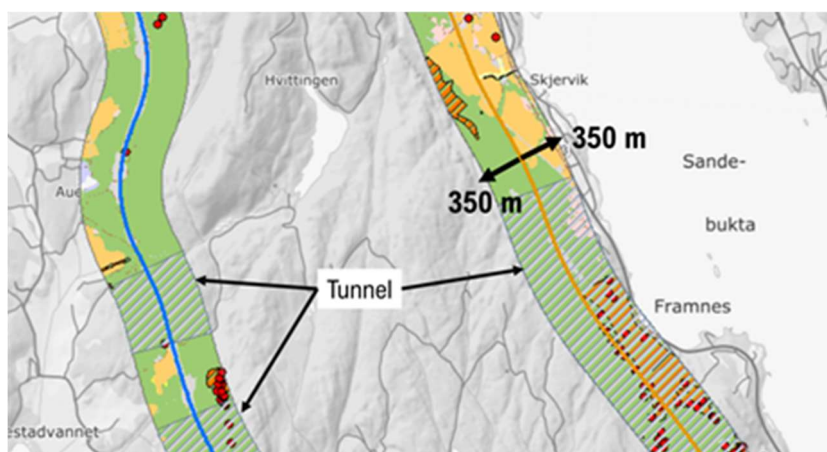 Hvittingen
Skjervik
350 m
Sande-
Aue
350 m
bukta
Tunnel
Framnes
estadvannet